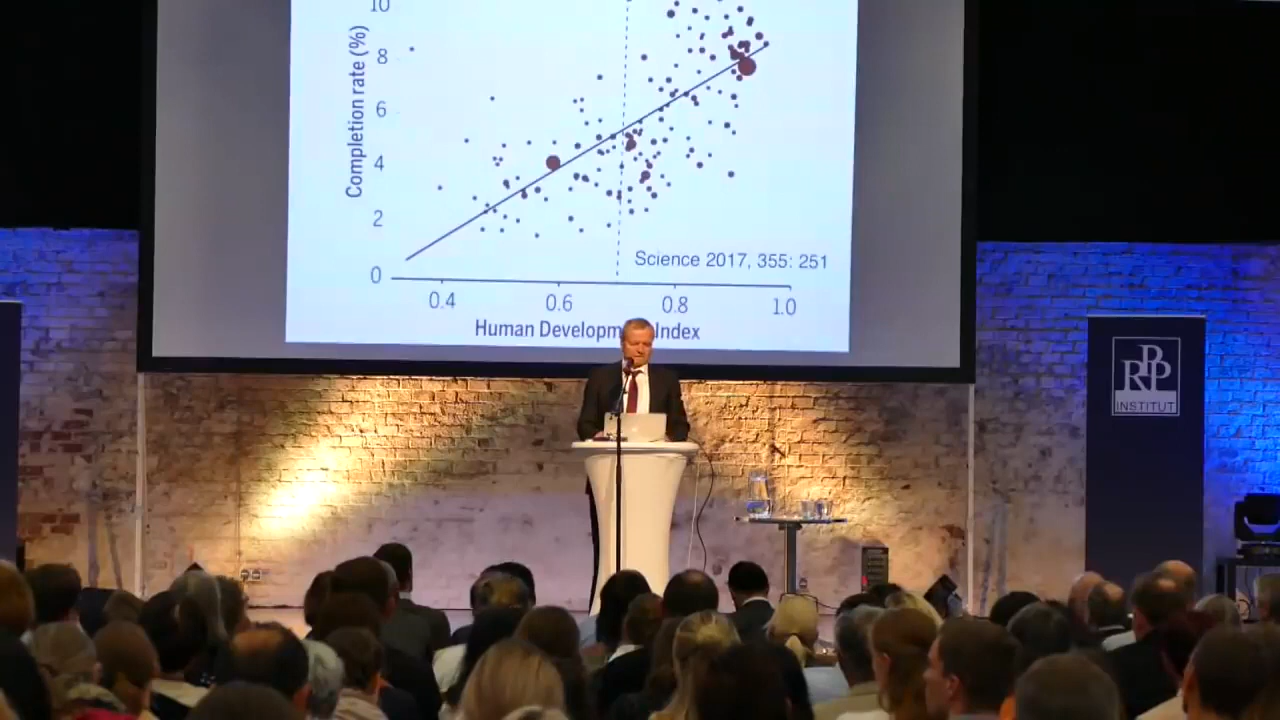 10
Completion rate (%)
8
6
4
2
0
Science 2017, 355: 251
0.4
0.6
0.8
1.0
Human Developm Index
RPP
INSTITUT